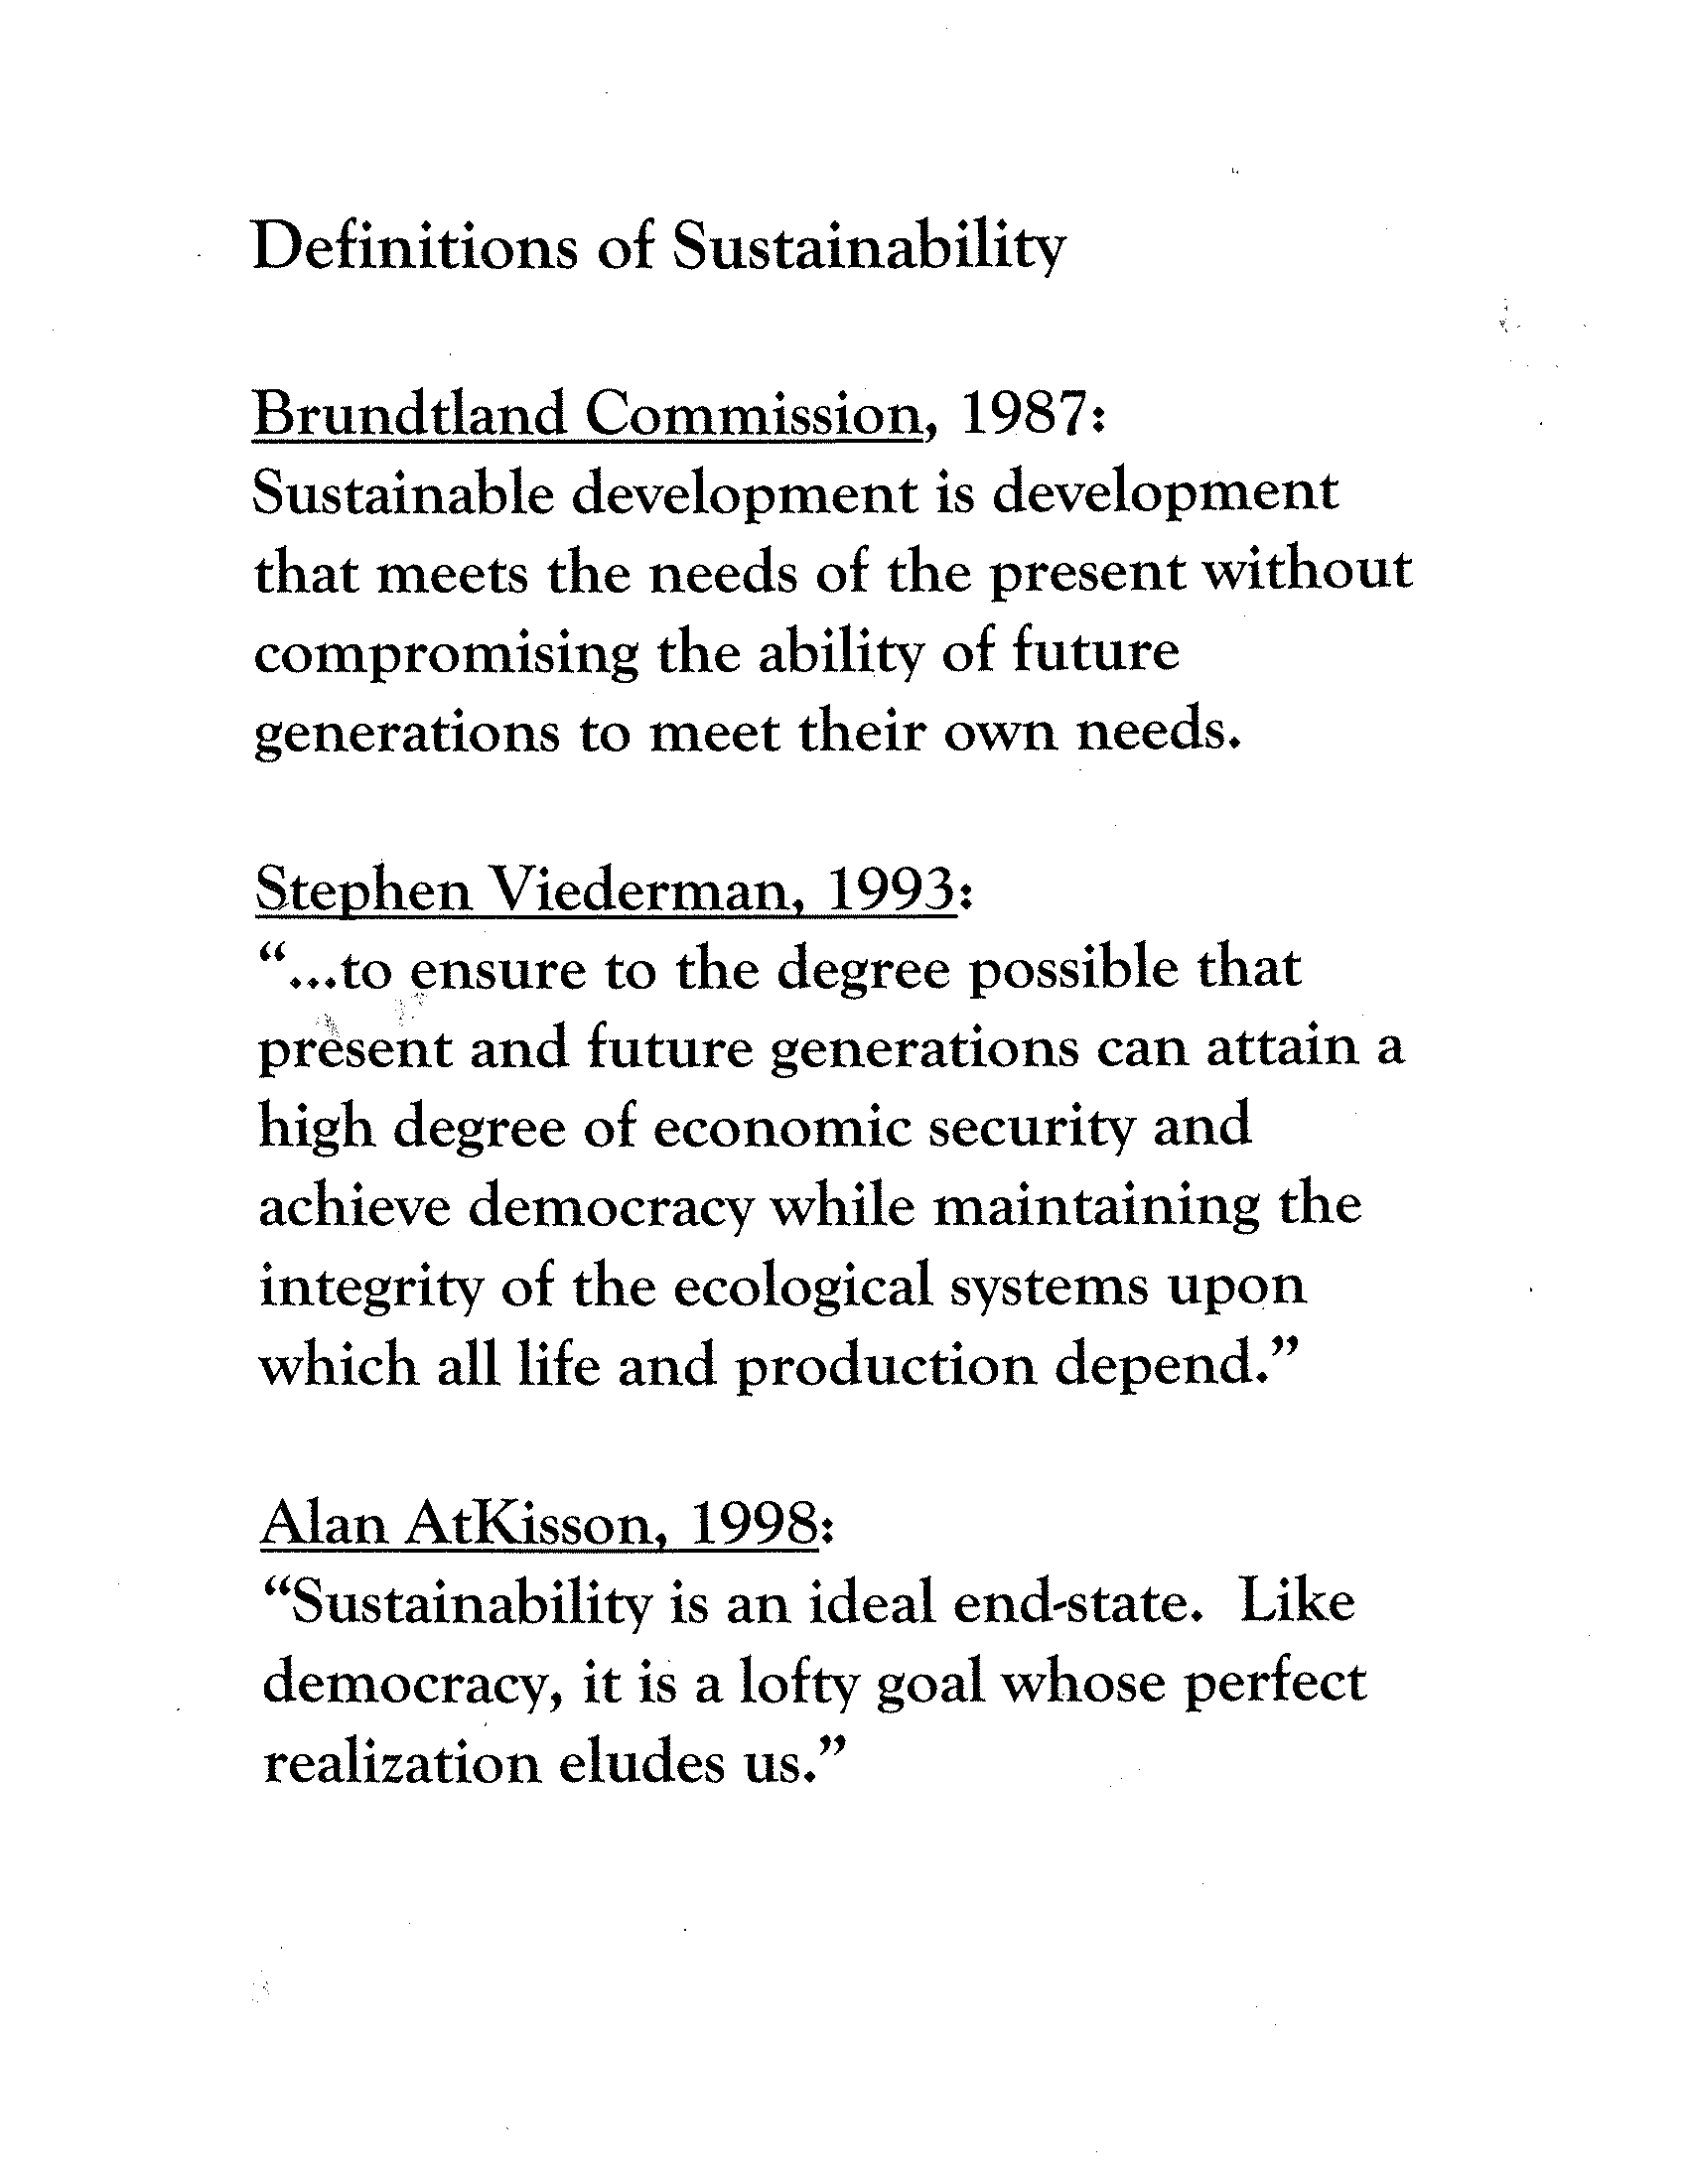 Definitions of Sustainability
Brundtland Commission, 1987:
Sustainable development is development
that meets the needs of the present without
compromising the ability of future
generations to meet their own needs.
Stephen Viederman, 1993:
“...to ensure to the degree possible that
present and future generations can attain a
high degree of economic security and
achieve democracy while maintaining the
integrity of the ecological systems upon
which all life and production depend.”
Alan AtKisson, 1998:
“Sustainability is an ideal end-state.  Like
democracy, it is a lofty goal whose perfect
realization eludes us.”